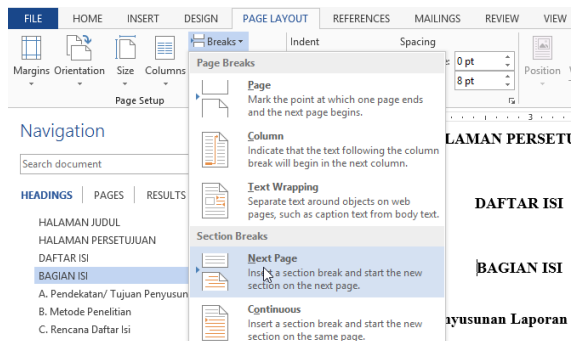 FILE HOME INSERT DESIGN PAGE LAYOUT REFERENCES MAILINGS REVIEW VIEW
Breaks Indent Spacing
Margins Orientation Size Columns
0 pt
8 pt
Position
Page Setup
Page Breaks
Page
Mark the point at which one page ends
and the next page begins.
Column
Indicate that the text following the column
break will begin in the next column.
Text Wrapping
Separate text around objects on web
pages, such as caption text from body text.
Section Breaks
Next Page
Insert a section break and start the new
section on the next page.
Continuous
Insert a section break and start the new
section on the same page.
Navigation
Search document
HEADINGS PAGES RESULTS
HALAMAN JUDUL
HALAMAN PERSETUJUAN
DAFTAR ISI
BAGIAN ISI
A. Pendekatan/ Tujuan Penyusun
B. Metode Penelitian
C. Rencana Daftar Isi
3
LAMAN PERSETU
DAFTAR ISI
BAGIAN ISI
nyusunan Laporan